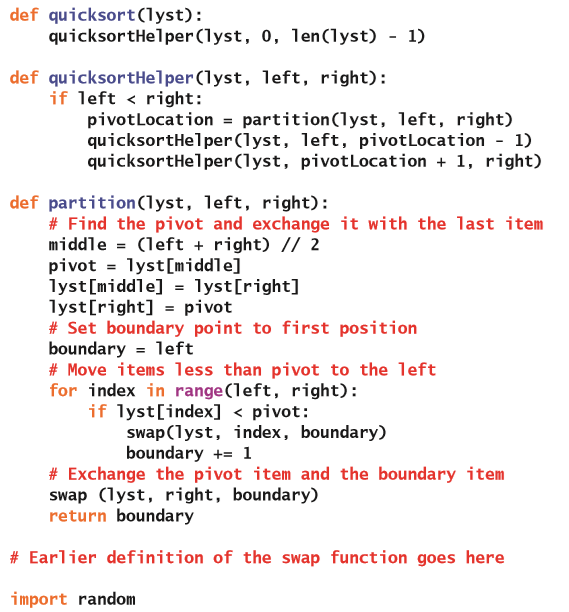 def quicksort(lyst):
    quicksortHelper(lyst, 0, len(lyst) - 1)

def quicksortHelper(lyst, left, right):
    if left < right:
        pivotLocation = partition(lyst, left, right)
        quicksortHelper(lyst, left, pivotLocation - 1)
        quicksortHelper(lyst, pivotLocation + 1, right)

def partition(lyst, left, right):
    # Find the pivot and exchange it with the last item
    middle = (left + right) // 2
    pivot = lyst[middle]
    lyst[middle] = lyst[right]
    lyst[right] = pivot
    # Set boundary point to first position
    boundary = left
    # Move items less than pivot to the left
    for index in range(left, right):
        if lyst[index] < pivot:
            swap(lyst, index, boundary)
            boundary += 1
    # Exchange the pivot item and the boundary item
    swap (lyst, right, boundary)
    return boundary

# Earlier definition of the swap function goes here

import random